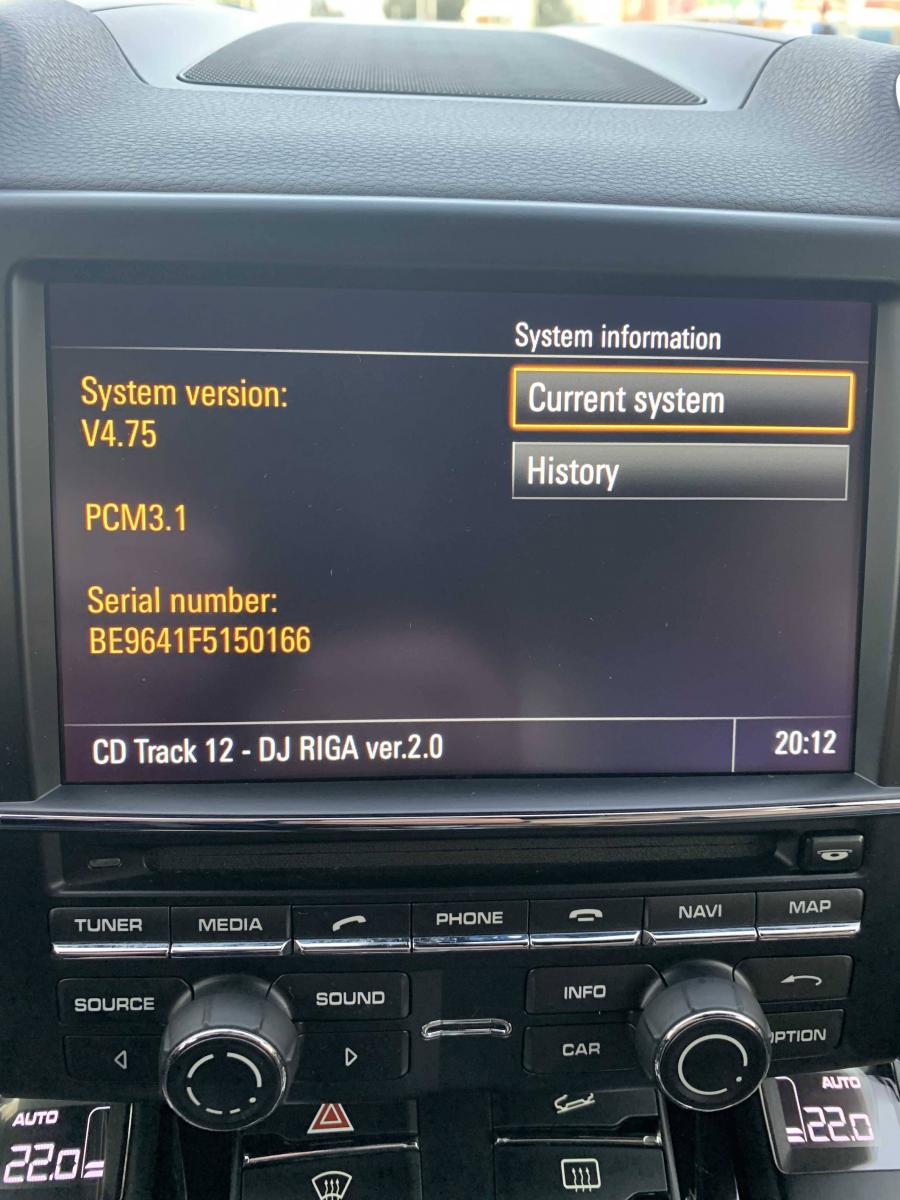 System information
System version:
V4.75
Current system
History
PCM3.1
Serial number:
BE9641F5150166
CD Track 12 - DJ RIGA ver.2.0
20:12
TUNER
MEDIA
PHONE
NAVI
MAP
SOURCE
SOUND
INFO
CAR
PTION
AUTO
22.0
AUTO
22.0